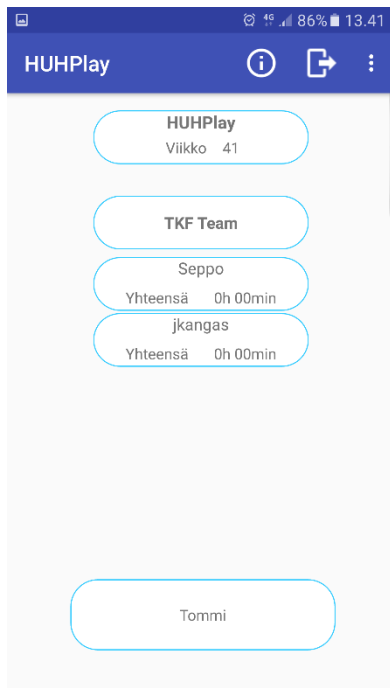 4G 86% 13.41
HUHPlay
HUHPlay
Viikko 41
TKF Team
Seppo
Yhteensä 0h 00min
jkangas
Yhteensä 0h 00min
Tommi